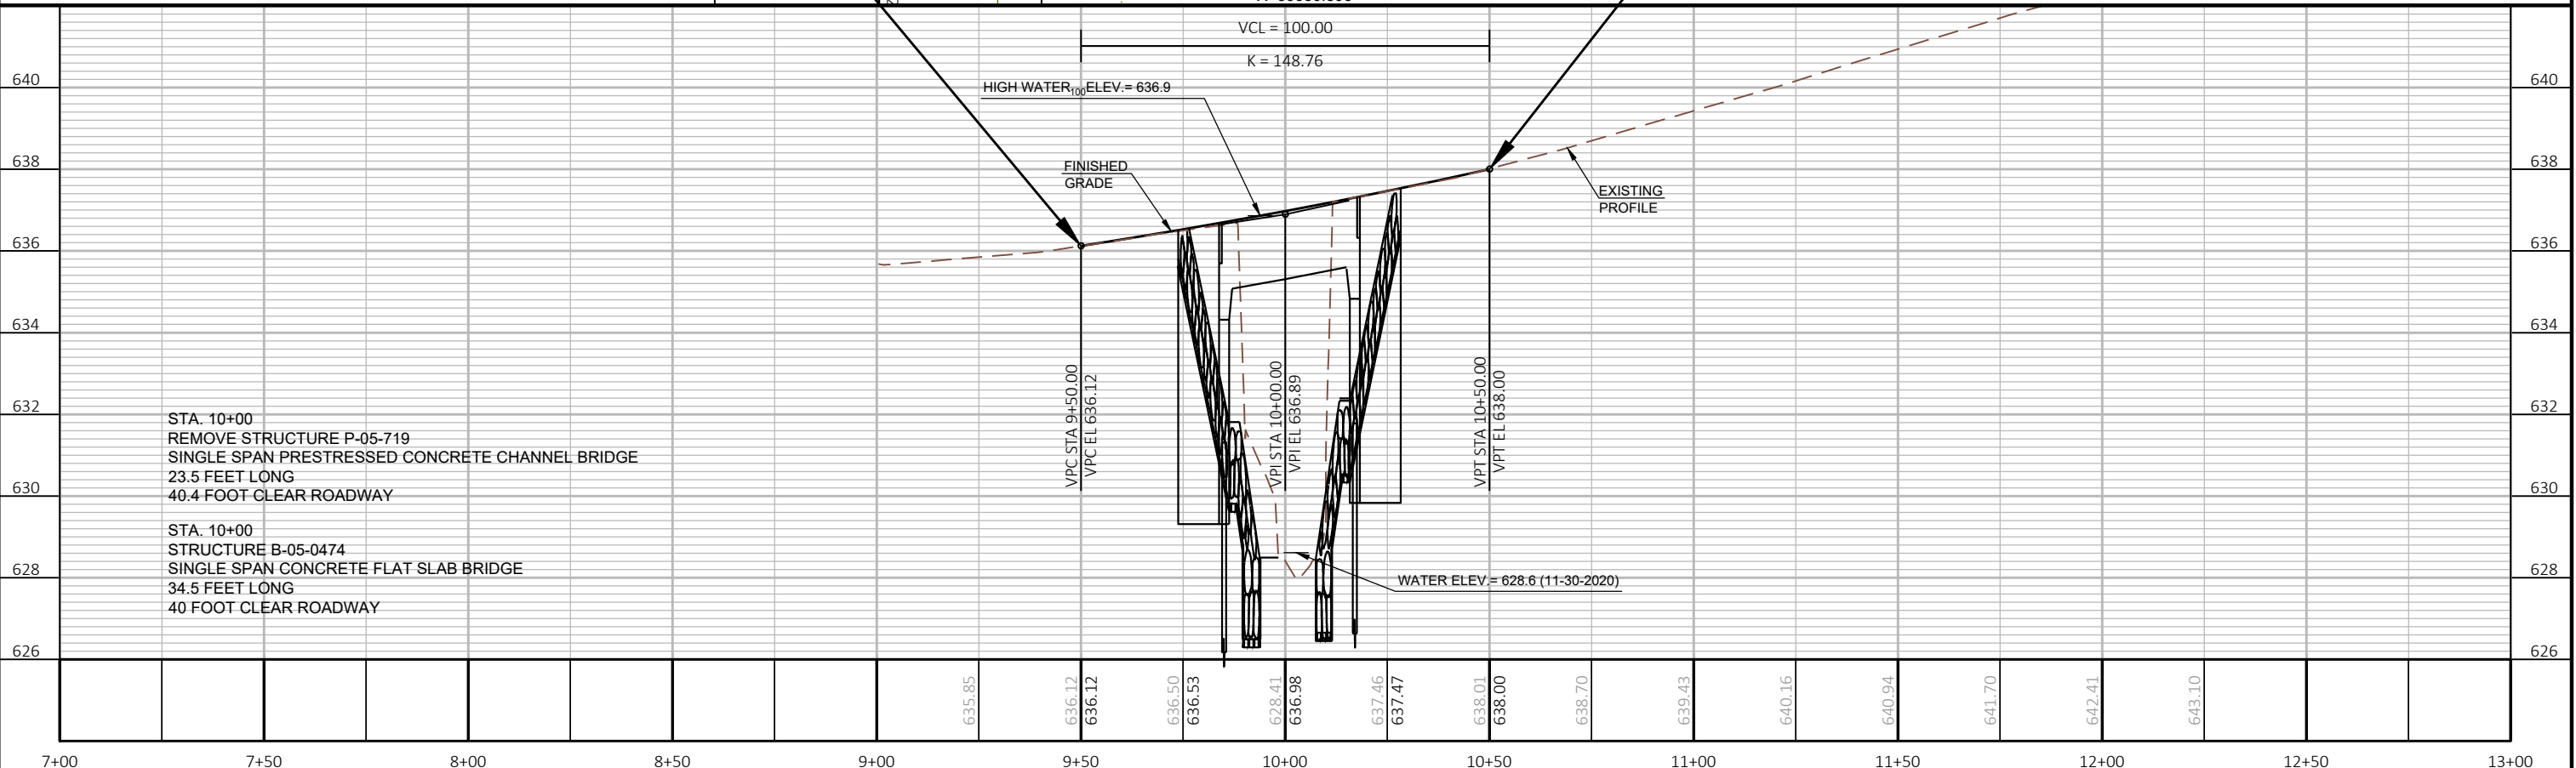 VCL = 100.00
K = 148.76
HIGH WATER100 ELEV.= 636.9
FINISHED
GRADE
EXISTING
PROFILE
640
640
638
638
636
636
634
634
632
632
630
630
628
628
626
626
VPC STA 9+50.00
VPC EL 636.12
VPI STA 10+00.00
VPI EL 636.89
VPT STA 10+50.00
VPT EL 638.00
STA. 10+00
REMOVE STRUCTURE P-05-719
SINGLE SPAN PRESTRESSED CONCRETE CHANNEL BRIDGE
23.5 FEET LONG
40.4 FOOT CLEAR ROADWAY
STA. 10+00
STRUCTURE B-05-0474
SINGLE SPAN CONCRETE FLAT SLAB BRIDGE
34.5 FEET LONG
40 FOOT CLEAR ROADWAY
WATER ELEV.= 628.6 (11-30-2020)
635.85
636.12
636.12
636.50
636.53
628.41
636.98
637.46
637.47
638.01
638.00
638.70
639.43
640.16
640.94
641.70
642.41
643.10
7+00
7+50
8+00
8+50
9+00
9+50
10+00
10+50
11+00
11+50
12+00
12+50
13+00